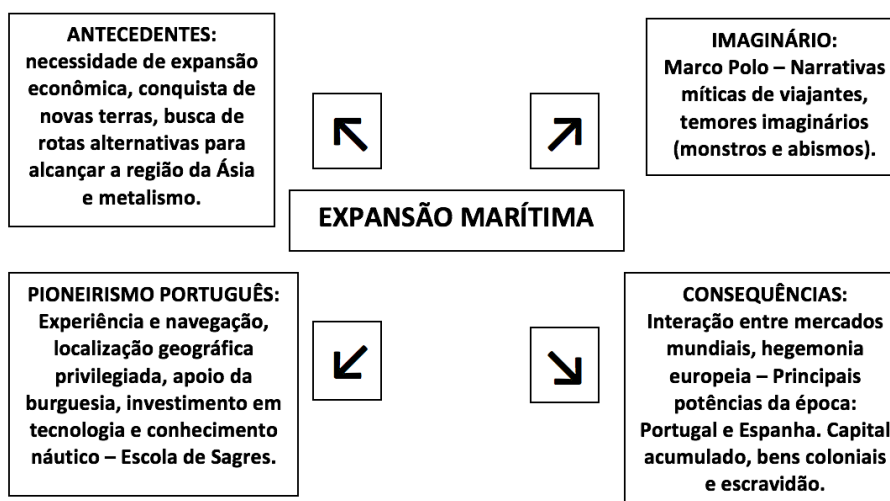 ANTECEDENTES:
necessidade de expansão
econômica, conquista de
novas terras, busca de
rotas alternativas para
alcançar a região da Ásia
e metalismo.
IMAGINÁRIO:
Marco Polo – Narrativas
míticas de viajantes,
temores imaginários
(monstros e abismos).
EXPANSÃO MARÍTIMA
PIONEIRISMO PORTUGUÊS:
Experiência e navegação,
localização geográfica
privilegiada, apoio da
burguesia, investimento em
tecnologia e conhecimento
náutico – Escola de Sagres.
CONSEQUÊNCIAS:
Interação entre mercados
mundiais, hegemonia
europeia – Principais
potências da época:
Portugal e Espanha. Capital
acumulado, bens coloniais
e escravidão.